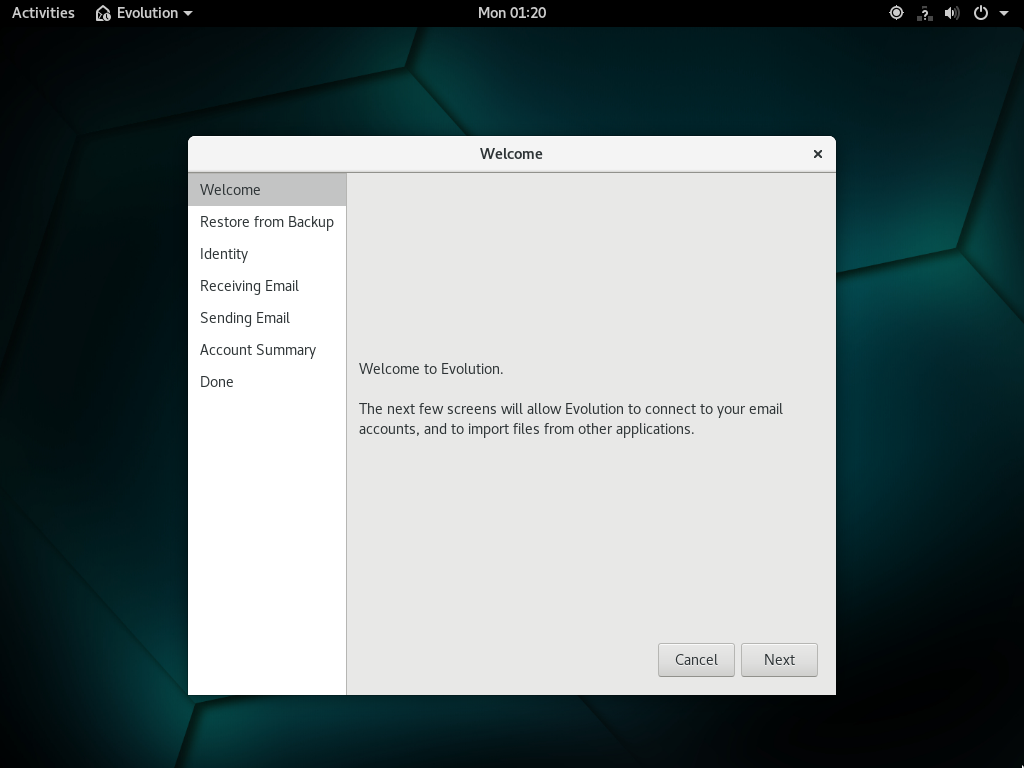 Activities
Evolution
Mon 01:20
Welcome
Welcome
Restore from Backup
Identity
Receiving Email
Sending Email
Account Summary
Done
Welcome to Evolution.
The next few screens will allow Evolution to connect to your email
accounts, and to import files from other applications.
Cancel
Next